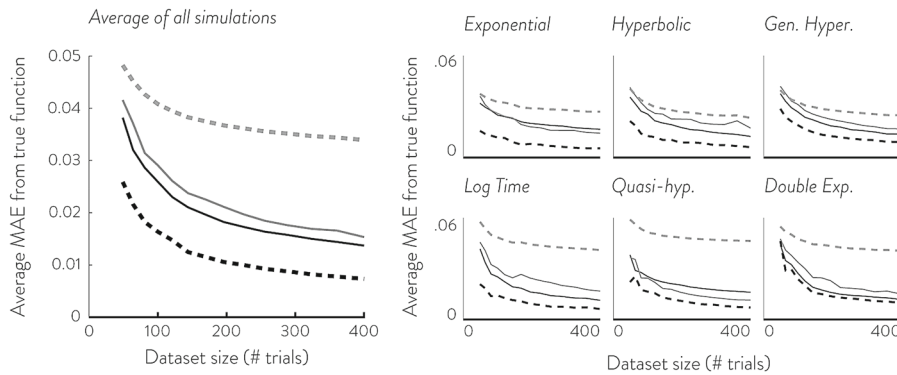 Average of all simulations
Average MAE from true function
0.05
0.04
0.03
0.02
0.01
0
0
100
200
300
400
Dataset size (# trials)
Exponential
Hyperbolic
Gen. Hyper.
Average MAE from true function
.06
0
Log Time
Quasi-hyp.
Double Exp.
.06
0
0
400
0
400
0
400
Dataset size (# trials)